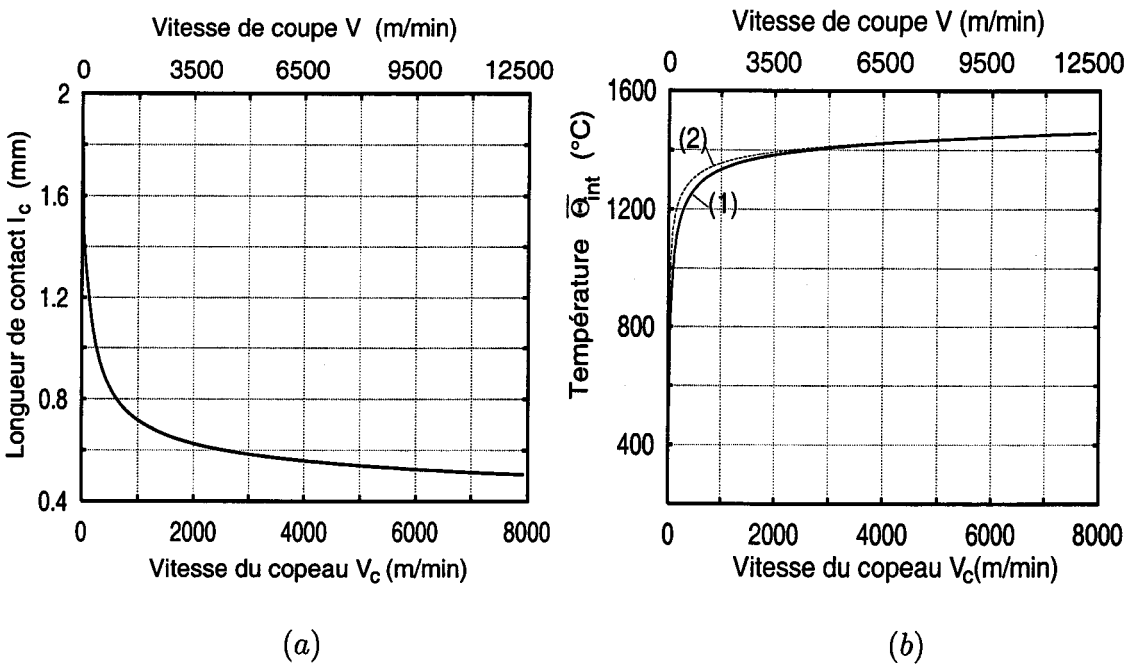 Vitesse de coupe V (m/min)
0 3500 6500 9500 12500
2
1.6
1.2
0.8
0.4
Longueur de contact l_c (mm)
0 2000 4000 6000 8000
Vitesse du copeau V_c (m/min)
(a)
Vitesse de coupe V (m/min)
0 3500 6500 9500 12500
1600
1200
800
400
Température Θ̅_int (°C)
(2)
(1)
0 2000 4000 6000 8000
Vitesse du copeau V_c(m/min)
(b)